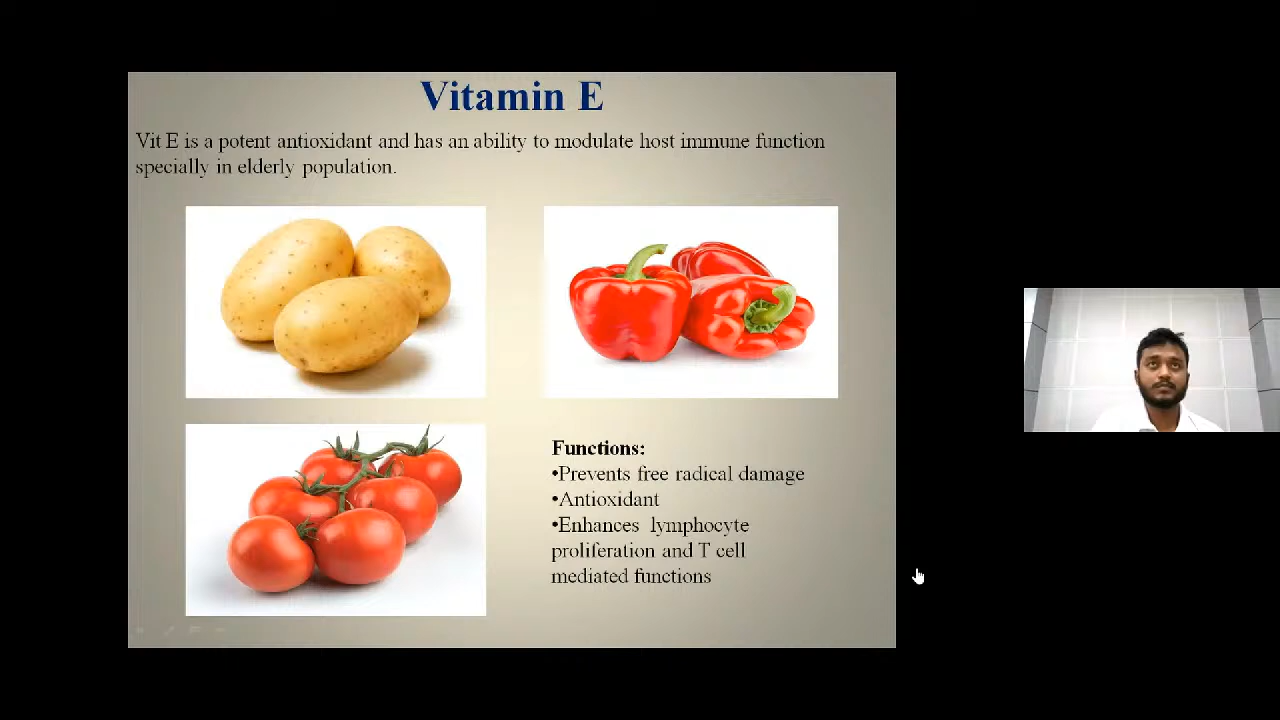 Vitamin E
Vit E is a potent antioxidant and has an ability to modulate host immune function
specially in elderly population.
Functions:
•Prevents free radical damage
•Antioxidant
•Enhances lymphocyte
proliferation and T cell
mediated functions